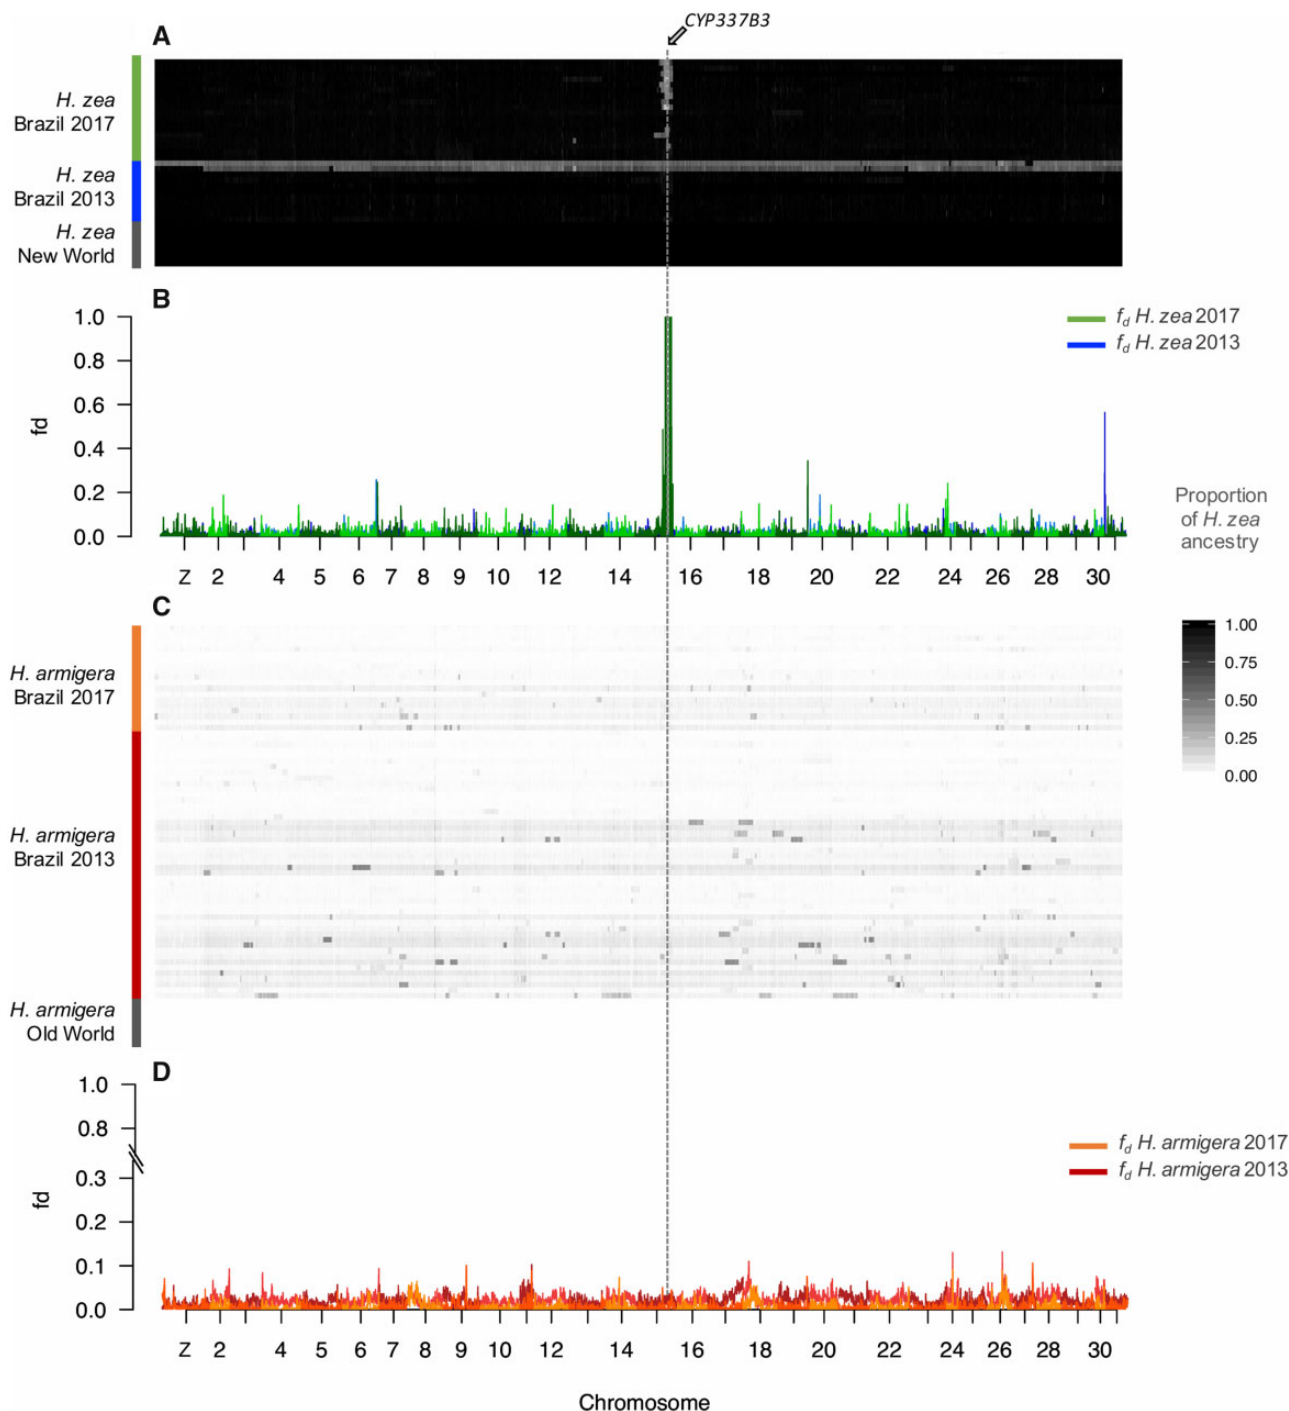 CYP337B3
A
H. zea
Brazil 2017
H. zea
Brazil 2013
H. zea
New World
B
1.0
0.8
0.6
0.4
0.2
0.0
fd
fd H. zea 2017
fd H. zea 2013
Z 2 4 5 6 7 8 9 10 12 14 16 18 20 22 24 26 28 30
Proportion
of H. zea
ancestry
1.00
0.75
0.50
0.25
0.00
C
H. armigera
Brazil 2017
H. armigera
Brazil 2013
H. armigera
Old World
D
1.0
0.8
0.3
0.2
0.1
0.0
fd
fd H. armigera 2017
fd H. armigera 2013
Z 2 4 5 6 7 8 9 10 12 14 16 18 20 22 24 26 28 30
Chromosome